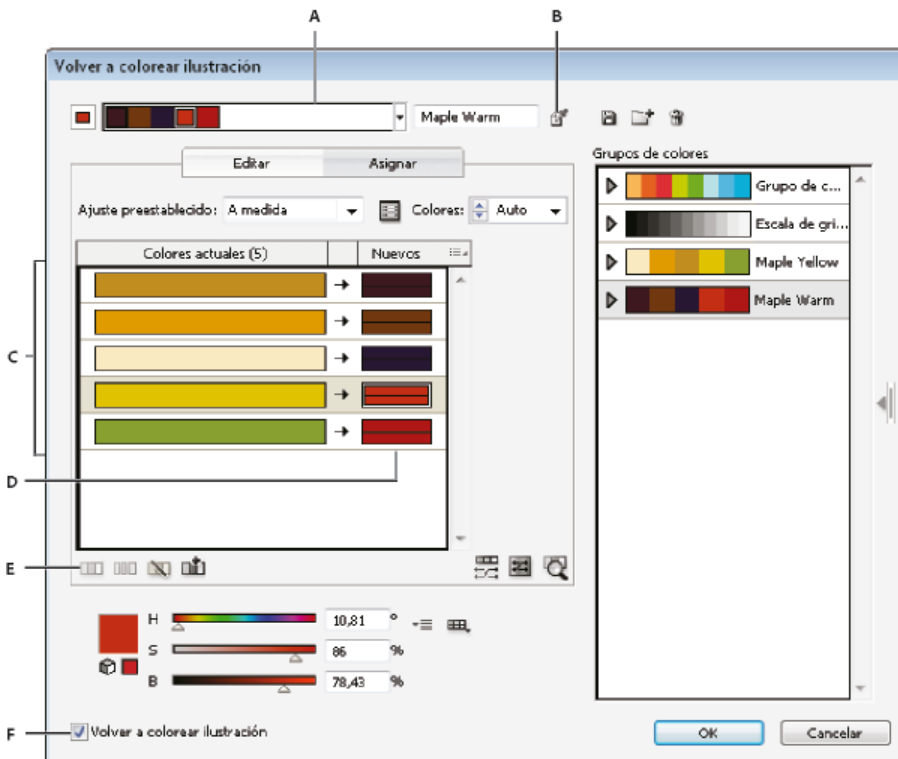 A
B
Volver a colorear ilustración
Maple Warm
Editar
Asignar
Grupos de colores
Ajuste preestablecido: A medida
Colores: Auto
Grupo de c...
Escala de gri...
Maple Yellow
Maple Warm
Colores actuales (5)
Nuevos
C
D
E
H 10,81 °
S 86 %
B 78,43 %
F
Volver a colorear ilustración
OK
Cancelar